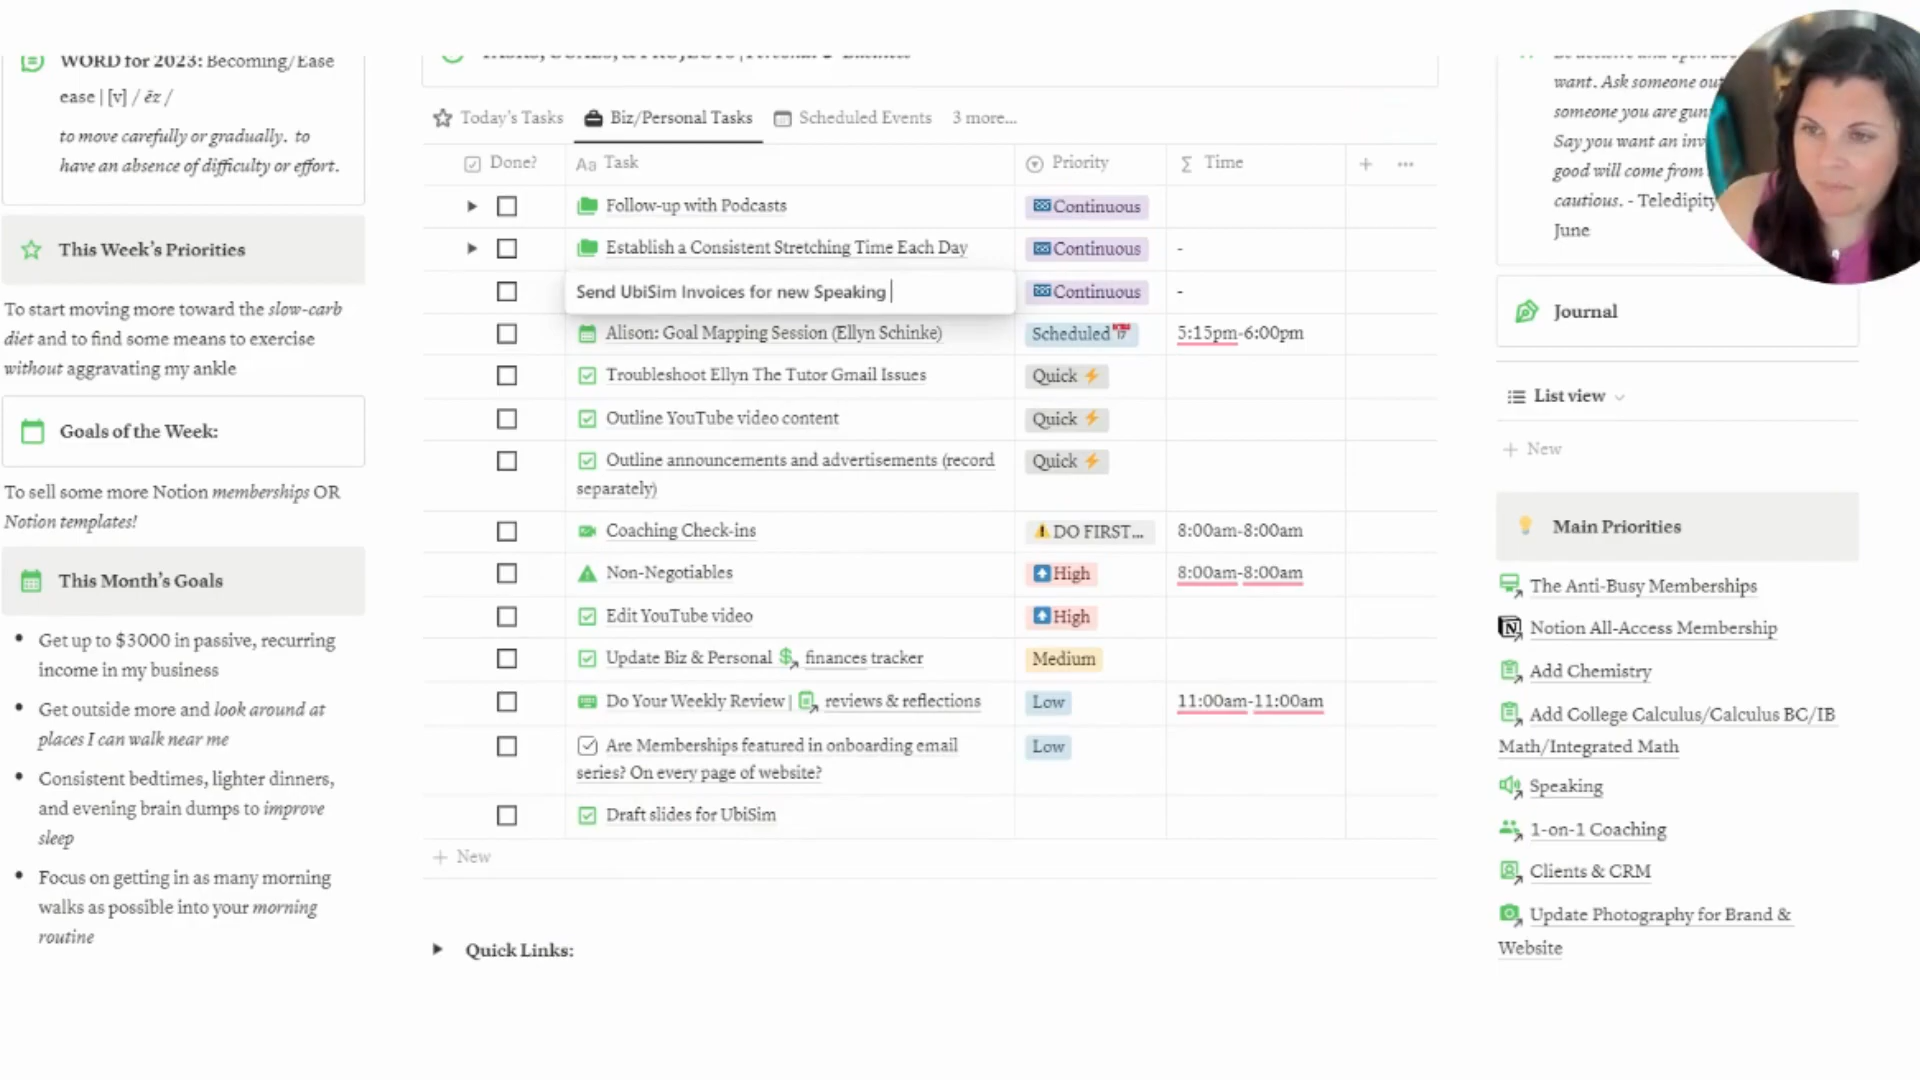 WORD for 2023: Becoming/Ease
ease | [v] / ēz /
to move carefully or gradually. to
have an absence of difficulty or effort.
This Week's Priorities
To start moving more toward the slow-carb
diet and to find some means to exercise
without aggravating my ankle
Goals of the Week:
To sell some more Notion memberships OR
Notion templates!
This Month's Goals
Get up to $3000 in passive, recurring
income in my business
Get outside more and look around at
places I can walk near me
Consistent bedtimes, lighter dinners,
and evening brain dumps to improve
sleep
Focus on getting in as many morning
walks as possible into your morning
routine
Today's Tasks Biz/Personal Tasks Scheduled Events 3 more...
Done? Aa Task Priority Σ Time + ...
Follow-up with Podcasts Continuous
Establish a Consistent Stretching Time Each Day Continuous -
Send UbiSim Invoices for new Speaking Continuous -
Alison: Goal Mapping Session (Ellyn Schinke) Scheduled 5:15pm-6:00pm
Troubleshoot Ellyn The Tutor Gmail Issues Quick
Outline YouTube video content Quick
Outline announcements and advertisements (record
separately) Quick
Coaching Check-ins DO FIRST... 8:00am-8:00am
Non-Negotiables High 8:00am-8:00am
Edit YouTube video High
Update Biz & Personal finances tracker Medium
Do Your Weekly Review | reviews & reflections Low 11:00am-11:00am
Are Memberships featured in onboarding email
series? On every page of website? Low
Draft slides for UbiSim
+ New
Quick Links:
want. Ask someone out
someone you are
Say you want an
good will come from
cautious. - Teledipity
June
Journal
List view
+ New
Main Priorities
The Anti-Busy Memberships
Notion All-Access Membership
Add Chemistry
Add College Calculus/Calculus BC/IB
Math/Integrated Math
Speaking
1-on-1 Coaching
Clients & CRM
Update Photography for Brand &
Website